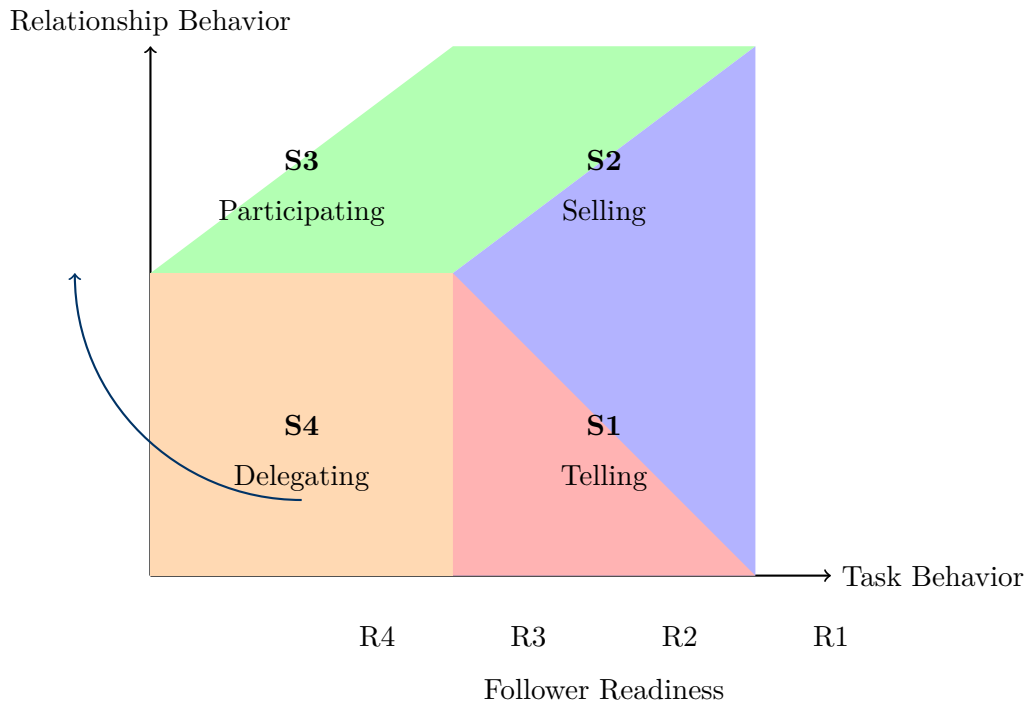 Relationship Behavior
S3
Participating
S2
Selling
S4
Delegating
S1
Telling
Task Behavior
R4 R3 R2 R1
Follower Readiness